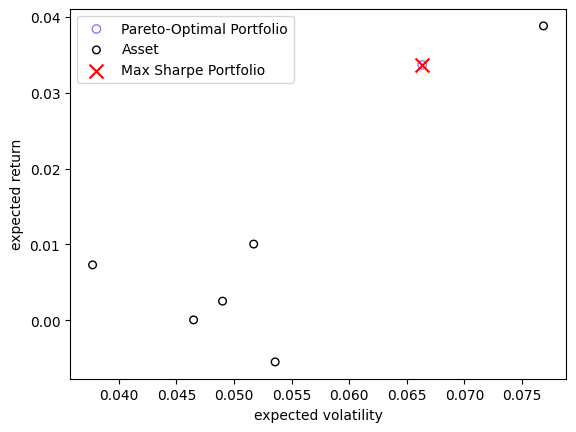 Pareto-Optimal Portfolio
Asset
Max Sharpe Portfolio
expected return
0.04
0.03
0.02
0.01
0.00
0.040 0.045 0.050 0.055 0.060 0.065 0.070 0.075
expected volatility